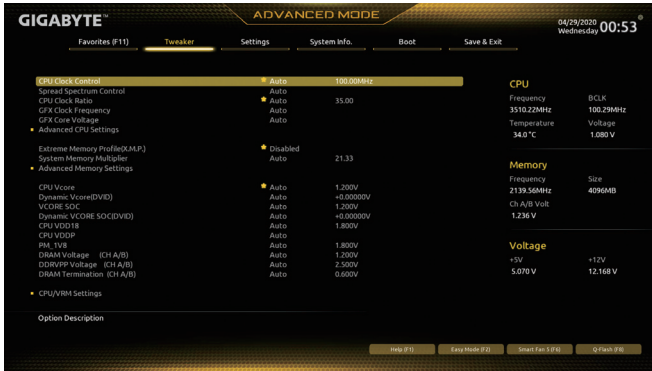 GIGABYTE™
ADVANCED MODE
04/29/2020
Wednesday 00:53
Favorites (F11) Tweaker Settings System Info. Boot Save & Exit
CPU Clock Control Auto 100.00MHz
Spread Spectrum Control Auto
CPU Clock Ratio Auto 35.00
GFX Clock Frequency Auto
GFX Core Voltage Auto
Advanced CPU Settings
Extreme Memory Profile(X.M.P.) Disabled
System Memory Multiplier Auto 21.33
Advanced Memory Settings
CPU Vcore Auto 1.200V
Dynamic Vcore(DVID) Auto +0.00000V
VCORE SOC Auto 1.200V
Dynamic VCORE SOC(DVID) Auto +0.00000V
CPU VDD18 Auto 1.800V
CPU VDDP Auto
PM_1V8 Auto 1.800V
DRAM Voltage (CH A/B) Auto 1.200V
DDRVPP Voltage (CH A/B) Auto 2.500V
DRAM Termination (CH A/B) Auto 0.600V
CPU/VRM Settings
Option Description
CPU
Frequency BCLK
3510.22MHz 100.29MHz
Temperature Voltage
34.0°C 1.080 V
Memory
Frequency Size
2139.56MHz 4096MB
Ch A/B Volt
1.236 V
Voltage
+5V +12V
5.070 V 12.168 V
Help (F1) Easy Mode (F2) Smart Fan 5 (F6) Q-Flash (F8)